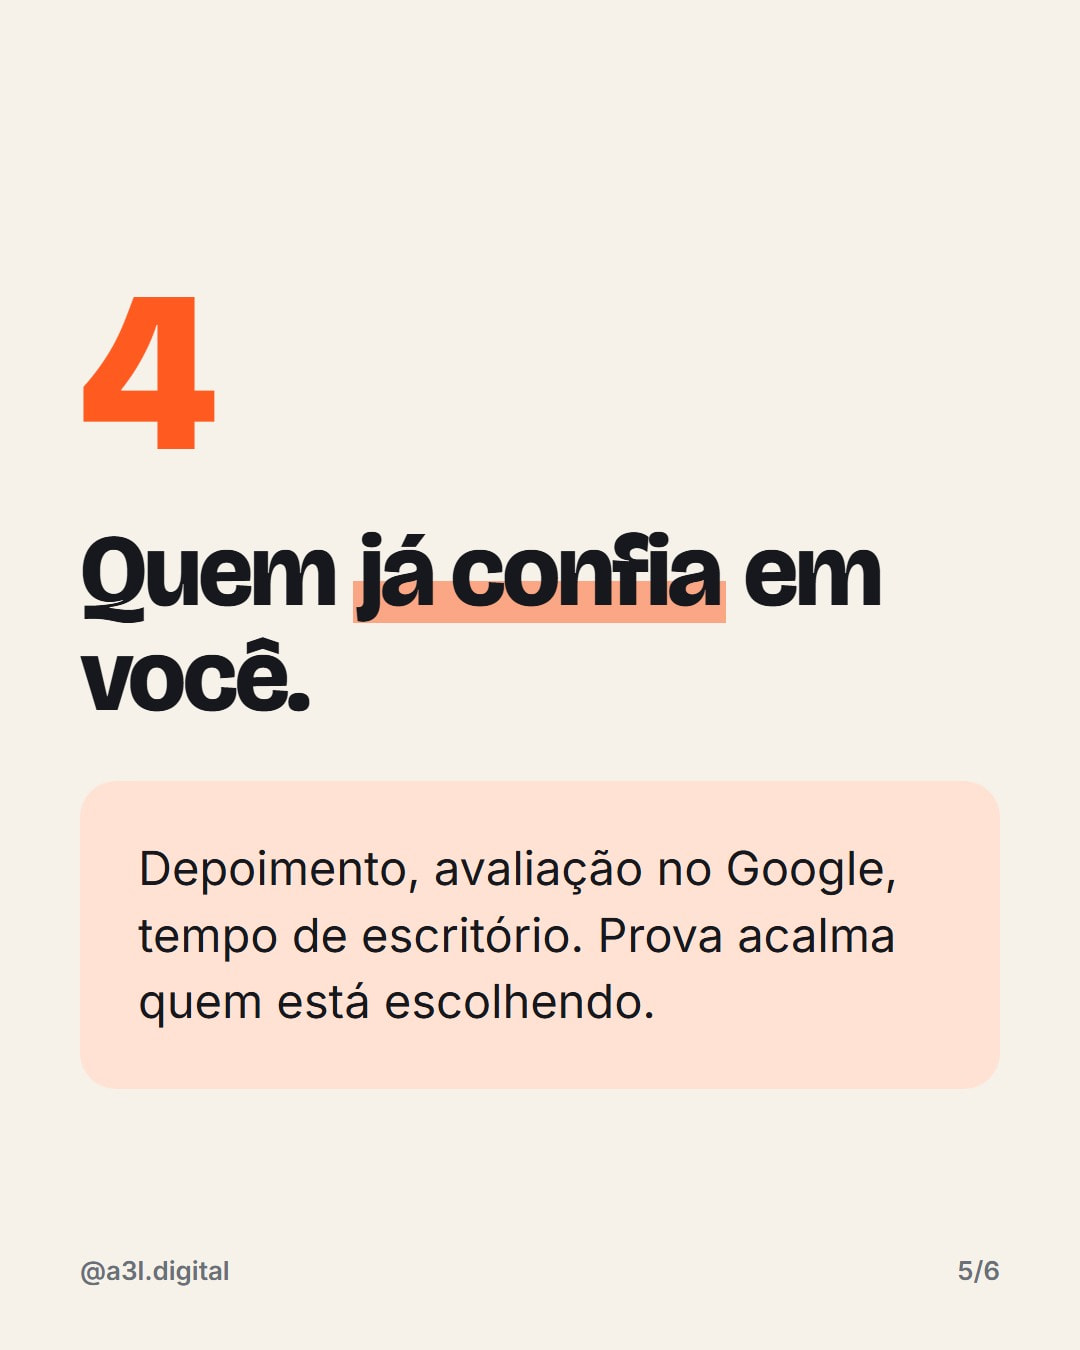 4
Quem já confia em
você.
Depoimento, avaliação no Google,
tempo de escritório. Prova acalma
quem está escolhendo.
@a3l.digital
5/6